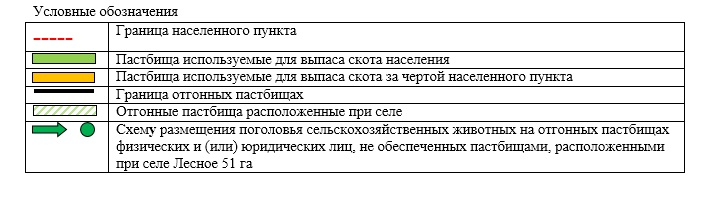 Условные обозначения
Граница населенного пункта
Пастбища используемые для выпаса скота населения
Пастбища используемые для выпаса скота за чертой населенного пункта
Граница отгонных пастбищах
Отгонные пастбища расположенные при селе
Схему размещения поголовья сельскохозяйственных животных на отгонных пастбищах
физических и (или) юридических лиц, не обеспеченных пастбищами, расположенными
при селе Лесное 51 га